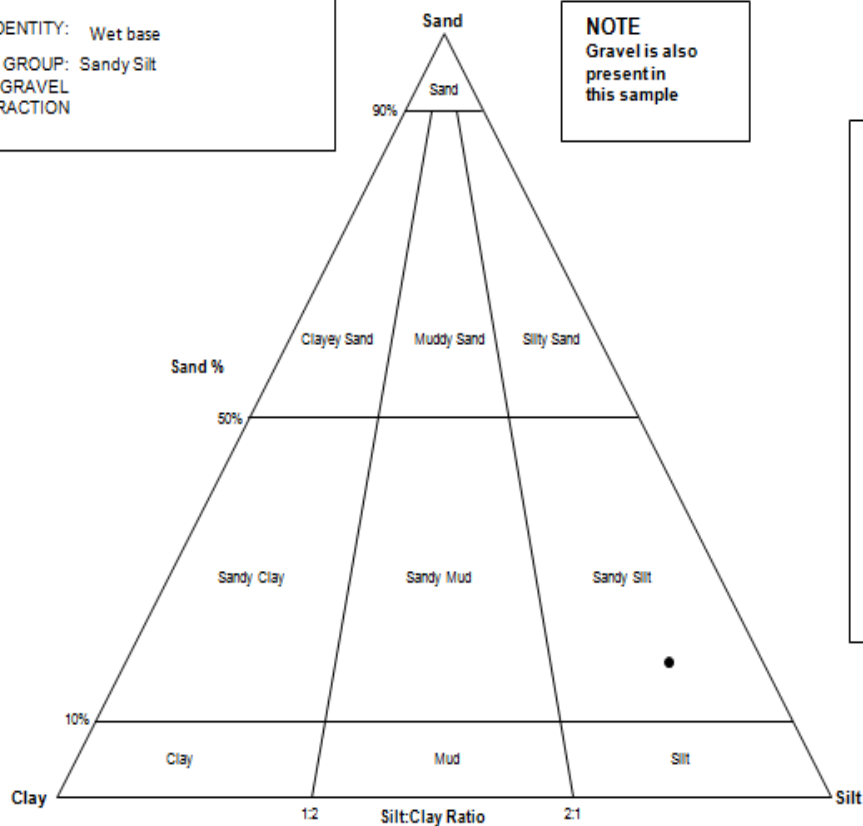 DENTITY: Wet base
GROUP: Sandy Silt
GRAVEL
RACTION
Sand
NOTE
Gravel is also
present in
this sample
Sand
90%
Clayey Sand
Muddy Sand
Silty Sand
Sand %
50%
Sandy Clay
Sandy Mud
Sandy Silt
10%
Clay
Mud
Silt
Clay
Silt
1:2
Silt:Clay Ratio
2:1